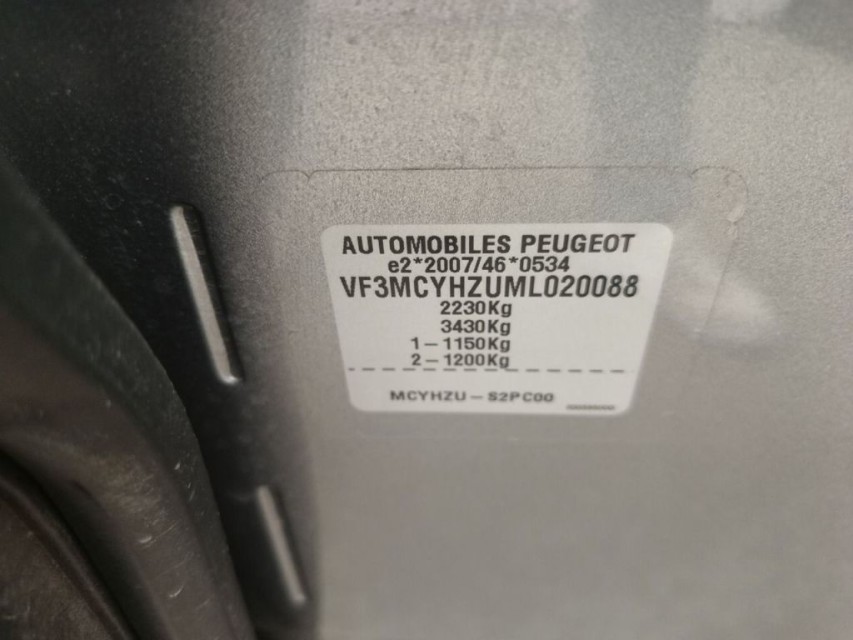 AUTOMOBILES PEUGEOT
e2*2007/46*0534
VF3MCYHZUML020088
2230Kg
3430Kg
1-1150Kg
2-1200Kg
MCYHZU-S2PC00